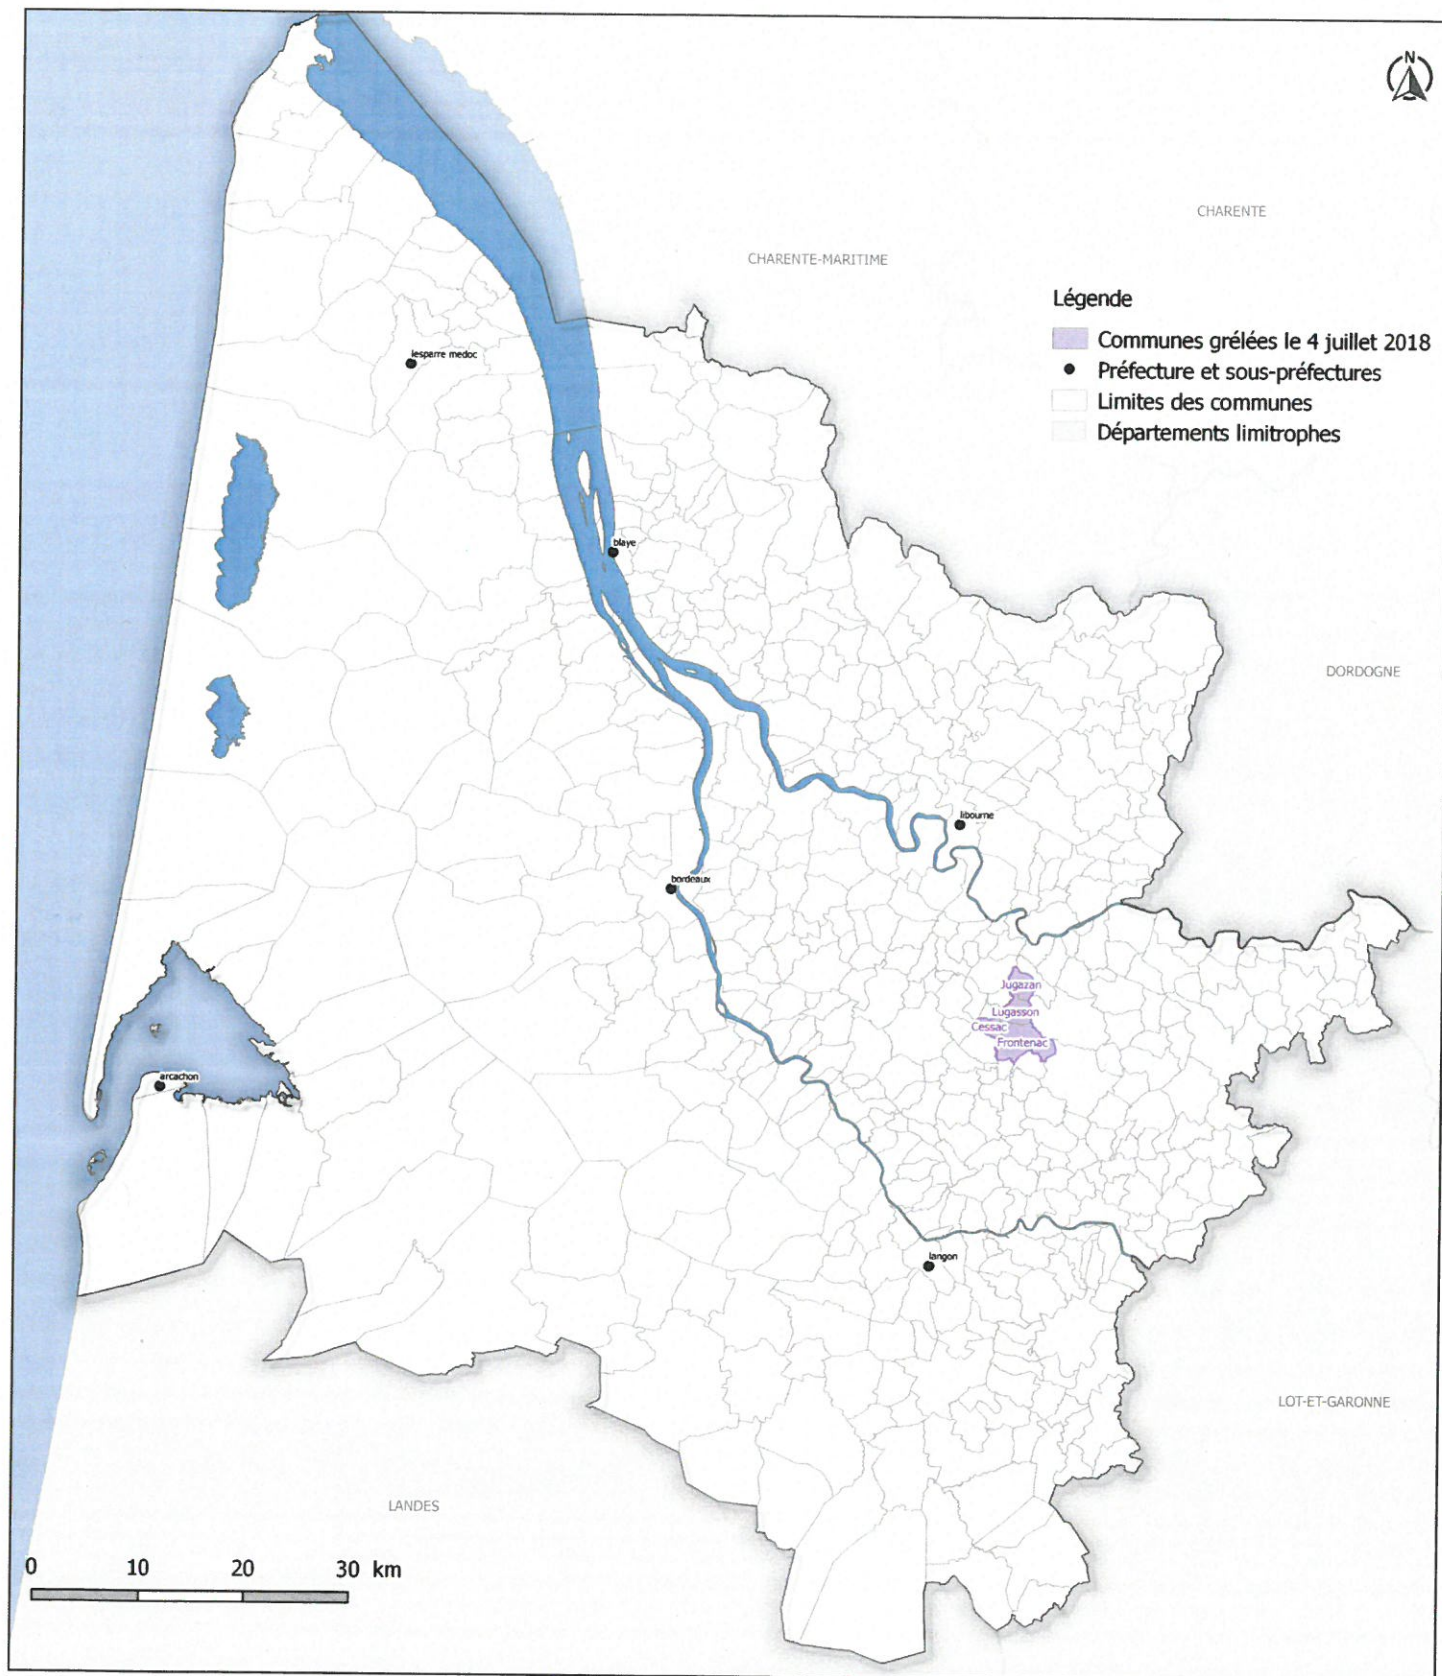 N
CHARENTE
CHARENTE-MARITIME
Légende
Communes grélées le 4 juillet 2018
Préfecture et sous-préfectures
Limites des communes
Départements limitrophes
lesparre medoc
blaye
DORDOGNE
libourne
bordeaux
Jugazan
Lugasson
Cessac
Frontenac
arcachon
langon
LOT-ET-GARONNE
LANDES
0 10 20 30 km